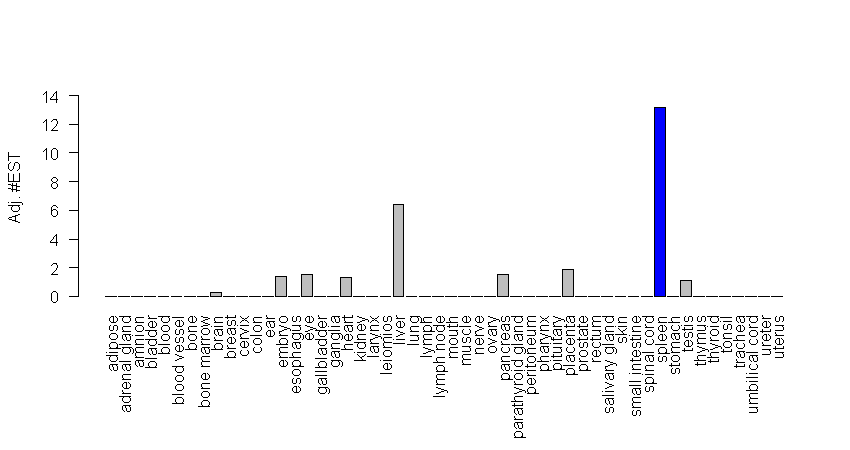 Adj. #EST
14
12
10
8
6
4
2
0
adipose
adrenal gland
amnion
bladder
blood
blood vessel
bone
bone marrow
brain
breast
cervix
colon
ear
embryo
esophagus
eye
gallbladder
ganglia
heart
kidney
larynx
leiomios
liver
lung
lymph
lymph node
mouth
muscle
nerve
ovary
pancreas
parathyroid gland
peritoneum
pharynx
pituitary
placenta
prostate
rectum
salivary gland
skin
small intestine
spinal cord
spleen
stomach
testis
thymus
thyroid
tonsil
trachea
umbilical cord
ureter
uterus